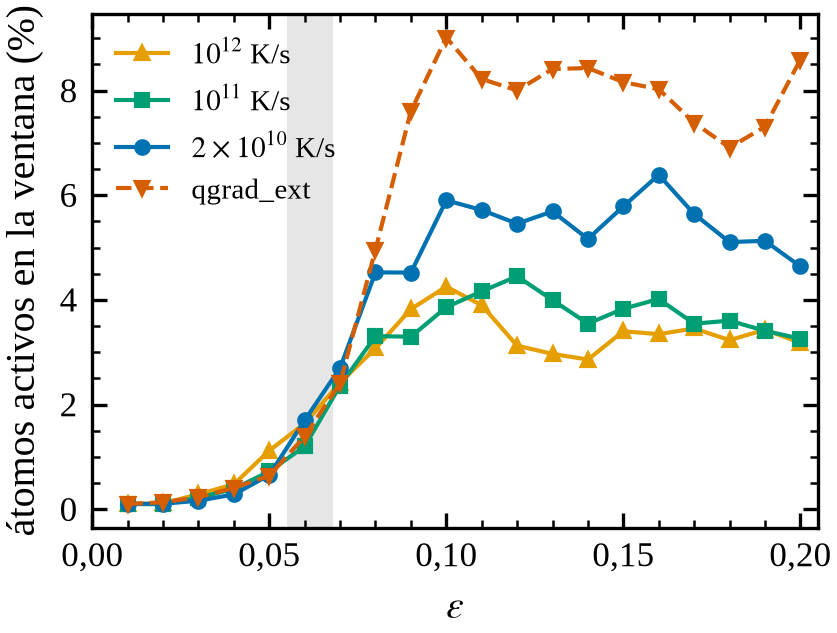 átomos activos en la ventana (%)
8
6
4
2
0
10¹² K/s
10¹¹ K/s
2 × 10¹⁰ K/s
qgrad_ext
0,00 0,05 0,10 0,15 0,20
ε